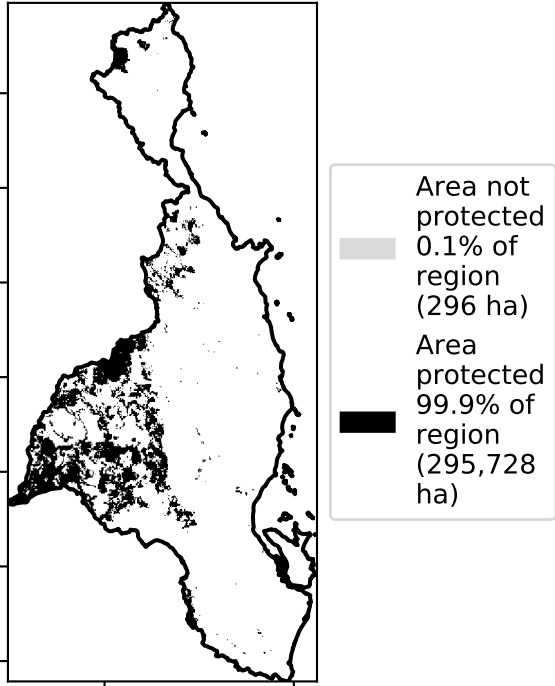 Area not
protected
0.1% of
region
(296 ha)
Area
protected
99.9% of
region
(295,728
ha)